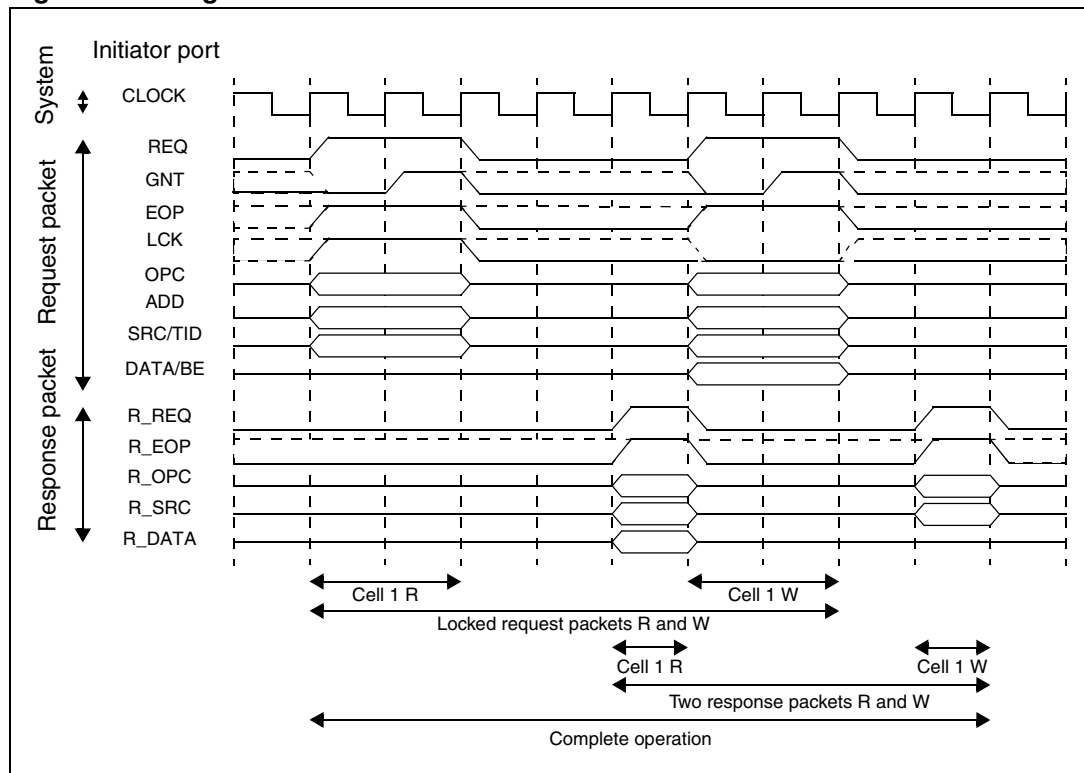 Initiator port
System
CLOCK
Request packet
REQ
GNT
EOP
LCK
OPC
ADD
SRC/TID
DATA/BE
Response packet
R_REQ
R_EOP
R_OPC
R_SRC
R_DATA
Cell 1 R
Cell 1 W
Locked request packets R and W
Cell 1 R
Cell 1 W
Two response packets R and W
Complete operation